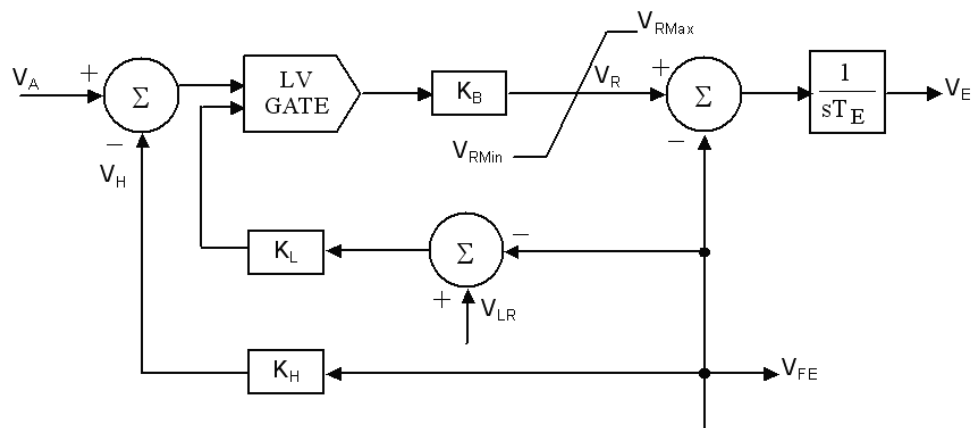 V_RMax
V_A
+
Σ
LV
GATE
K_B
V_R
+
Σ
1
sT_E
V_E
−
V_H
V_RMin
−
K_L
Σ
−
+
V_LR
K_H
V_FE